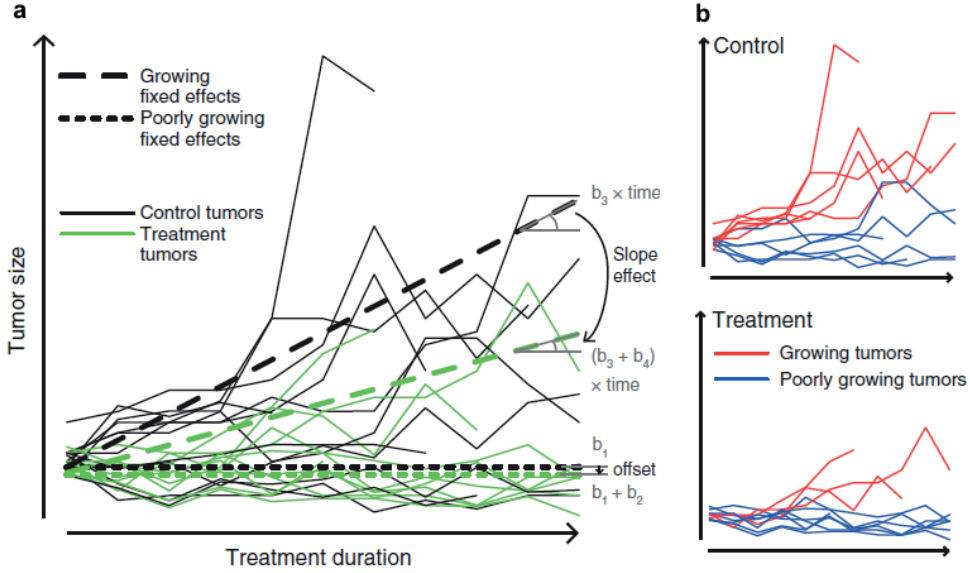 a
Growing
fixed effects
Poorly growing
fixed effects
Control tumors
Treatment
tumors
Tumor size
Treatment duration
b₃ × time
Slope
effect
(b₃ + b₄)
× time
b₁
offset
b₁ + b₂
b
Control
Treatment
Growing tumors
Poorly growing tumors